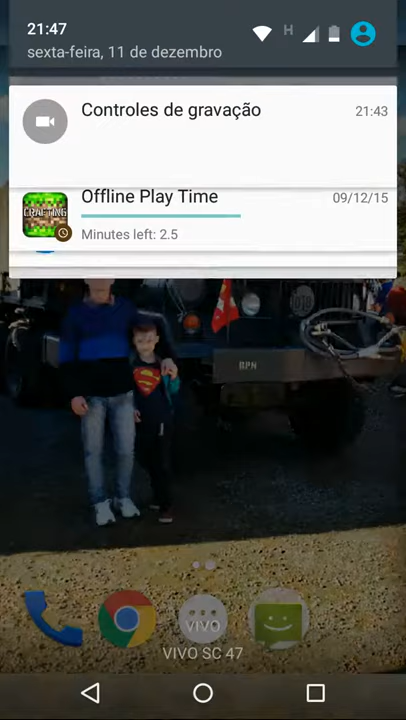 21:47
H
sexta-feira, 11 de dezembro
Controles de gravação
21:43
CRAFTING
Offline Play Time
09/12/15
Minutes left: 2.5
VIVO
VIVO SC 47